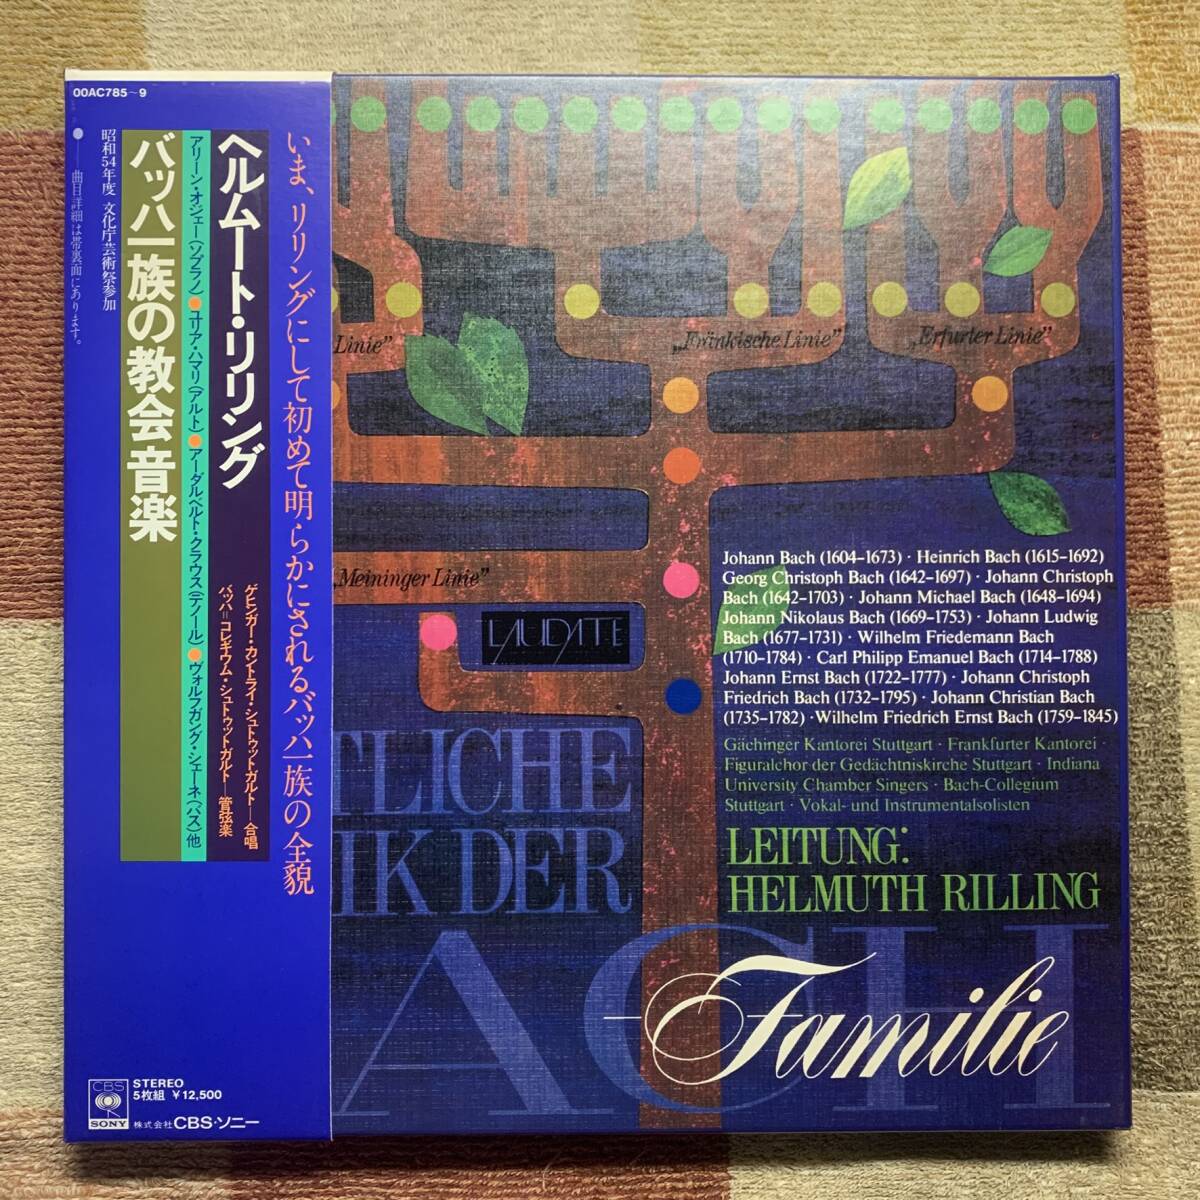 00AC785~9
いま、リリングにして初めて明らかにされるバッハ一族の全貌
ヘルムート・リリング
ゲヒンガー・カントライ・シュトゥットガルト—合唱
バッハ=コレギウム・シュトゥットガルト—管弦楽
アリーン・オジェー(ソプラノ)●ユリア・ハマリ(アルト)●アーダルベルト・クラウス(テノール)●ヴォルフガング・シェーネ(バス)他
バッハ一族の教会音楽
昭和54年度 文化庁芸術祭参加
●——曲目詳細は帯裏面にあります。
CBS
SONY
STEREO
5枚組 ¥12,500
株式会社 CBS・ソニー
Linie”
„Fränkische Linie”
„Erfurter Linie”
„Meininger Linie”
LAUDATE
Johann Bach (1604–1673) · Heinrich Bach (1615–1692)
Georg Christoph Bach (1642–1697) · Johann Christoph
Bach (1642–1703) · Johann Michael Bach (1648–1694)
Johann Nikolaus Bach (1669–1753) · Johann Ludwig
Bach (1677–1731) · Wilhelm Friedemann Bach
(1710–1784) · Carl Philipp Emanuel Bach (1714–1788)
Johann Ernst Bach (1722–1777) · Johann Christoph
Friedrich Bach (1732–1795) · Johann Christian Bach
(1735–1782) · Wilhelm Friedrich Ernst Bach (1759–1845)
Gächinger Kantorei Stuttgart · Frankfurter Kantorei ·
Figuralchor der Gedächtniskirche Stuttgart · Indiana
University Chamber Singers · Bach-Collegium
Stuttgart · Vokal- und Instrumentalsolisten
TLICHE
IK DER
LEITUNG:
HELMUTH RILLING
ACH
Familie